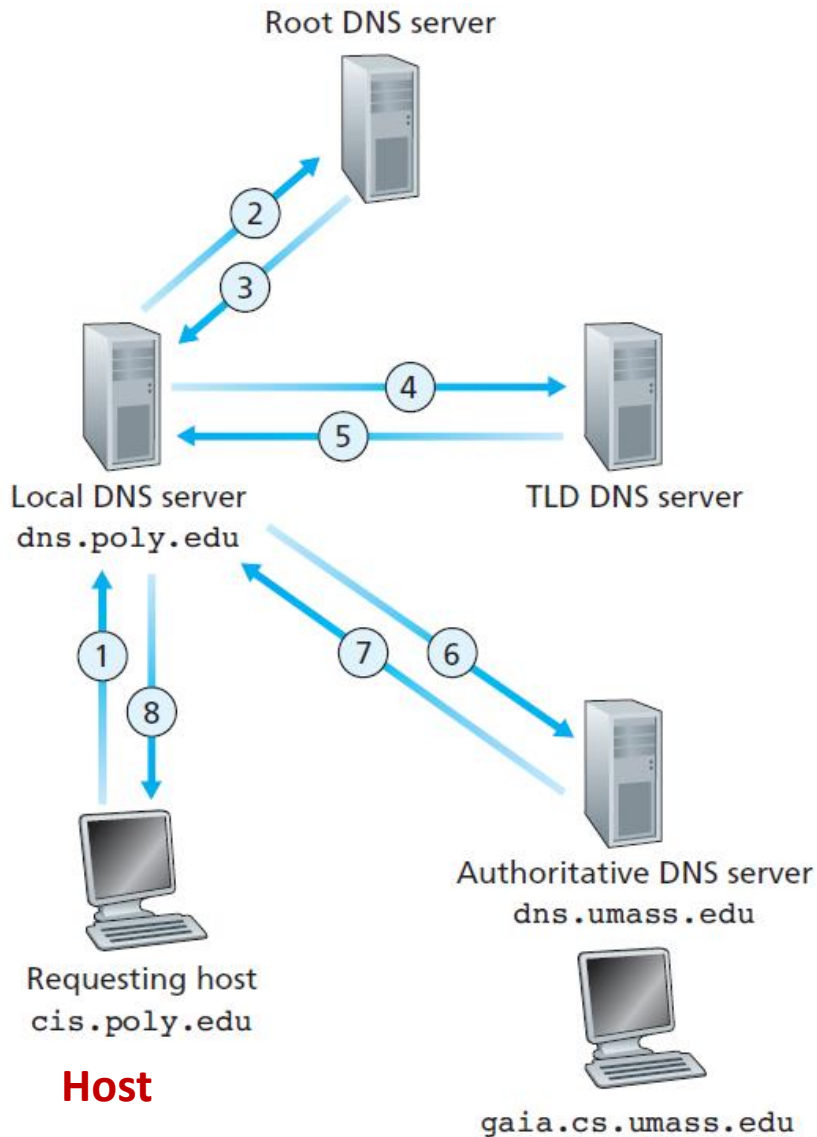 Root DNS server
2
3
4
5
Local DNS server
dns.poly.edu
TLD DNS server
1
8
7
6
Authoritative DNS server
dns.umass.edu
Requesting host
cis.poly.edu
Host
gaia.cs.umass.edu